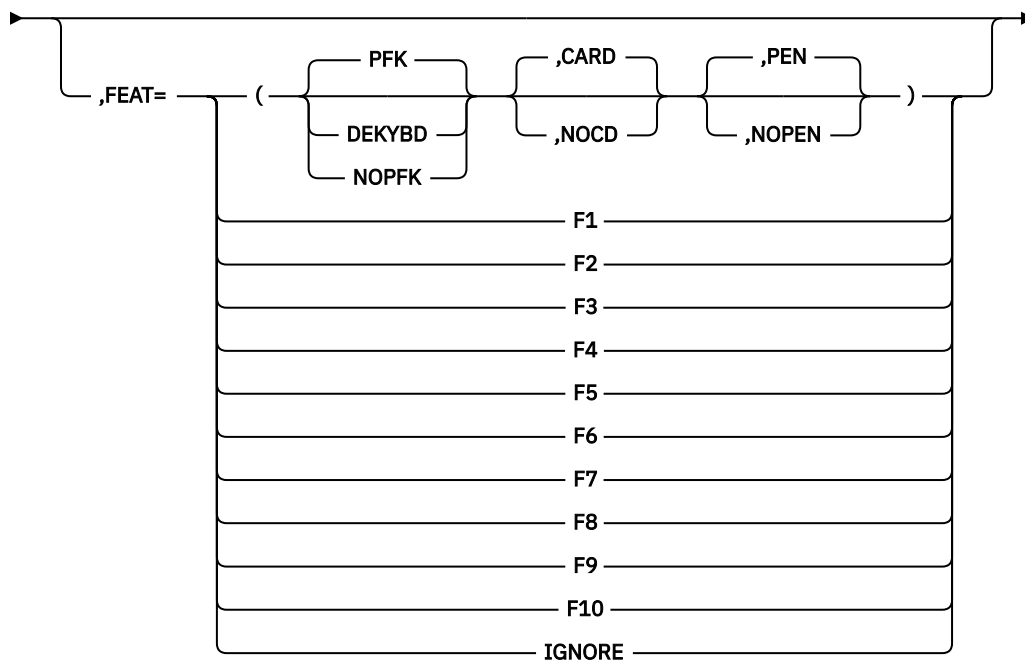 PFK ,CARD ,PEN
,FEAT= ( )
DEKYBD ,NOCD ,NOPEN
NOPFK
F1
F2
F3
F4
F5
F6
F7
F8
F9
F10
IGNORE